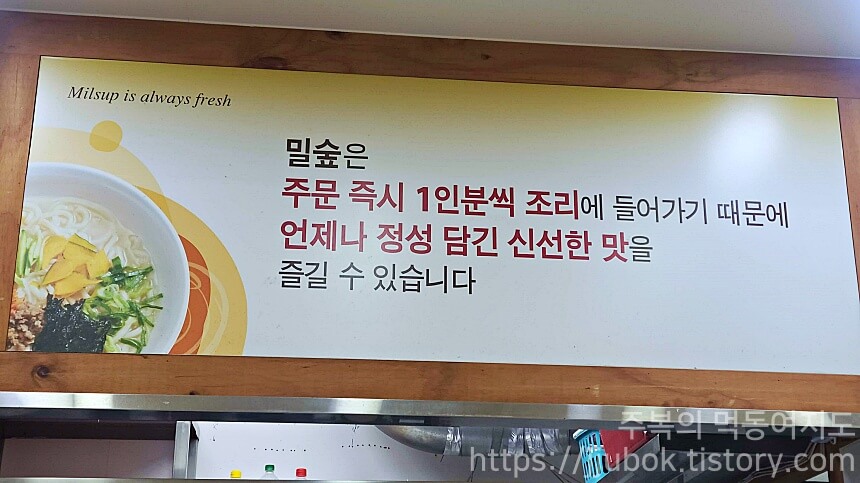 Milsup is always fresh
밀숲은
주문 즉시 1인분씩 조리에 들어가기 때문에
언제나 정성 담긴 신선한 맛을
즐길 수 있습니다
주복의 먹동여지도
https://jubok.tistory.com